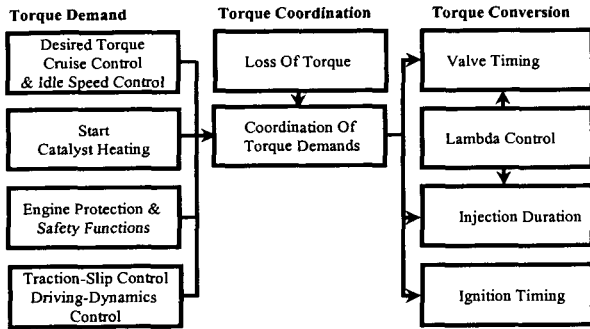 Torque Demand
Desired Torque
Cruise Control
& Idle Speed Control
Start
Catalyst Heating
Engine Protection &
Safety Functions
Traction-Slip Control
Driving-Dynamics
Control
Torque Coordination
Loss Of Torque
Coordination Of
Torque Demands
Torque Conversion
Valve Timing
Lambda Control
Injection Duration
Ignition Timing